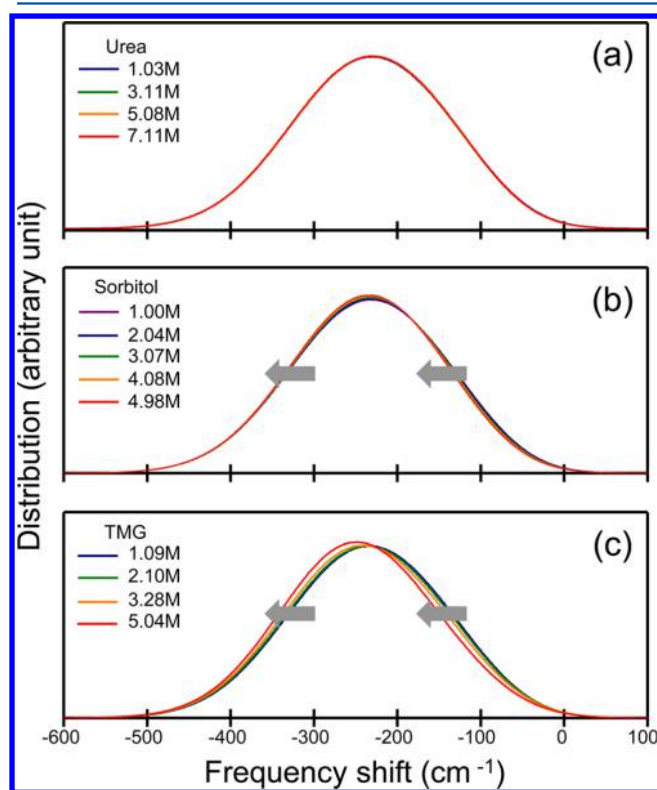 Distribution (arbitrary unit)
Urea
1.03M
3.11M
5.08M
7.11M
(a)
Sorbitol
1.00M
2.04M
3.07M
4.08M
4.98M
(b)
TMG
1.09M
2.10M
3.28M
5.04M
(c)
-600 -500 -400 -300 -200 -100 0 100
Frequency shift (cm⁻¹)